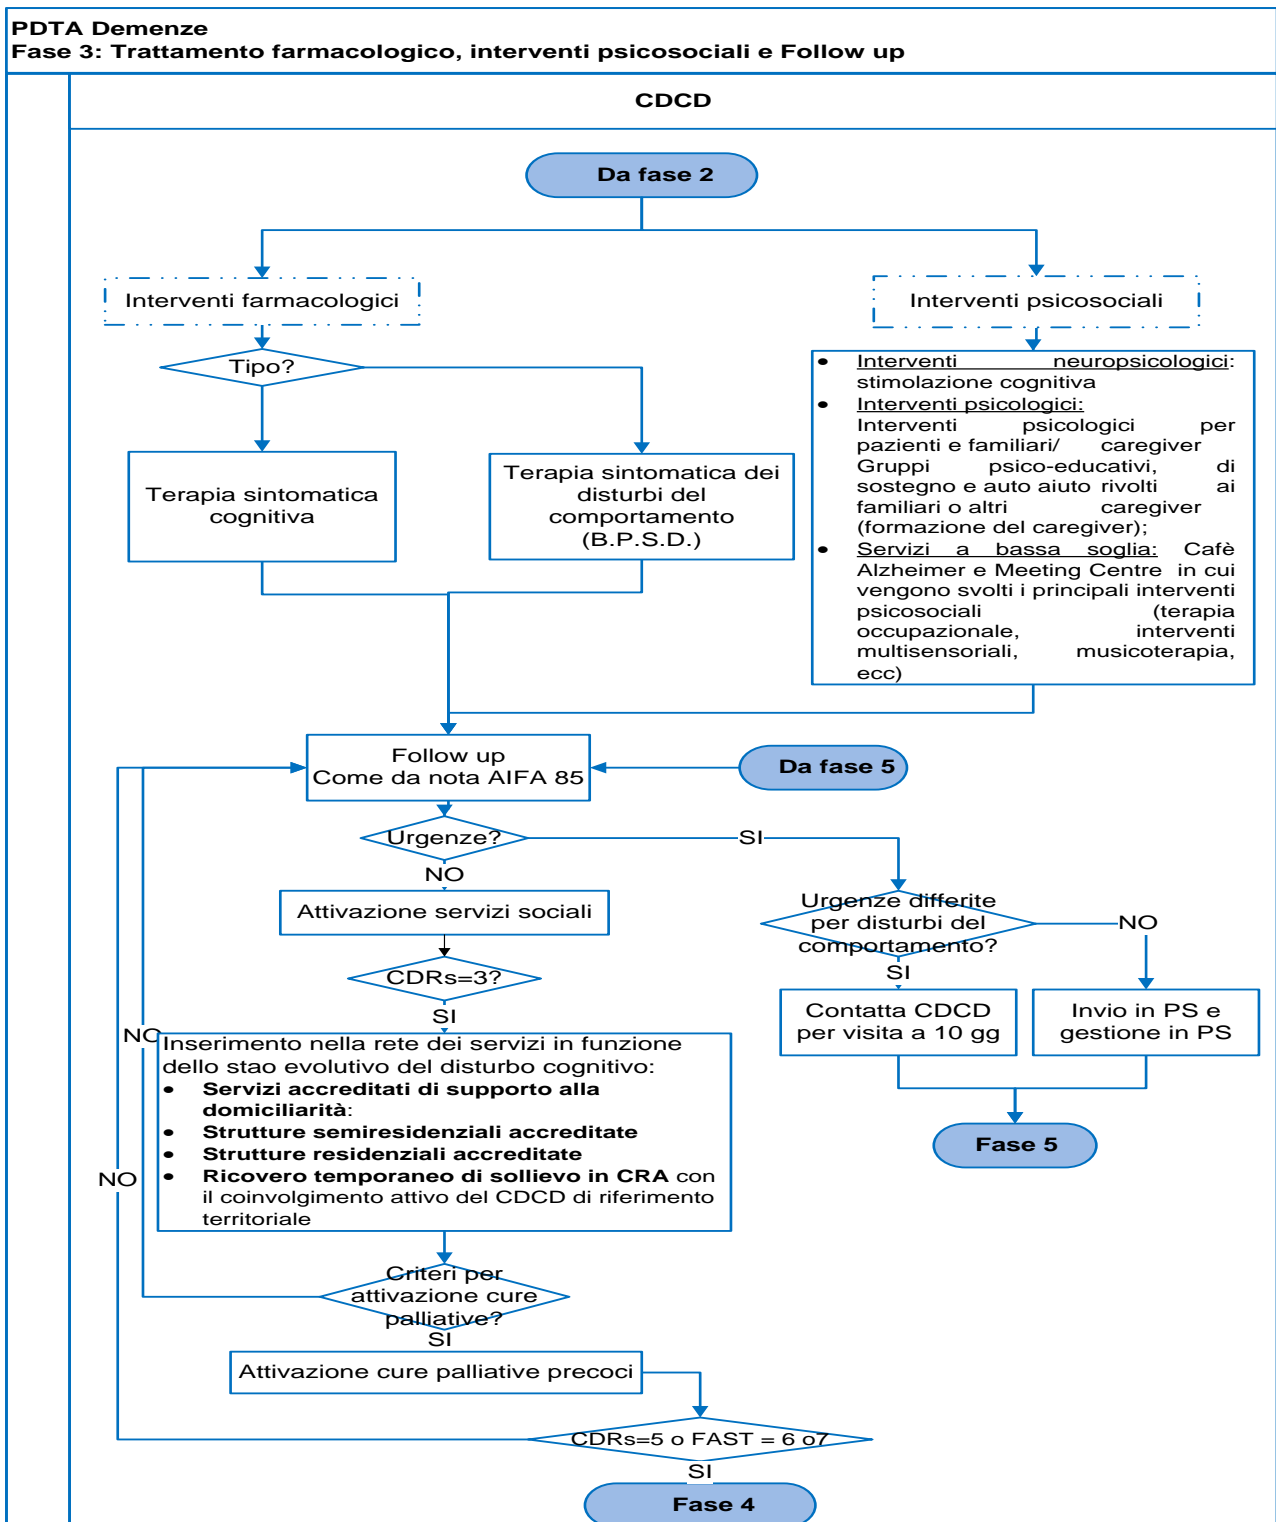 PDTA Demenze
Fase 3: Trattamento farmacologico, interventi psicosociali e Follow up
CDCD
Da fase 2
Interventi farmacologici
Interventi psicosociali
Tipo?
Terapia sintomatica
cognitiva
Terapia sintomatica dei
disturbi del
comportamento
(B.P.S.D.)
• Interventi neuropsicologici:
stimolazione cognitiva
• Interventi psicologici:
Interventi psicologici per
pazienti e familiari/ caregiver
Gruppi psico-educativi, di
sostegno e auto aiuto rivolti ai
familiari o altri caregiver
(formazione del caregiver);
• Servizi a bassa soglia: Cafè
Alzheimer e Meeting Centre in cui
vengono svolti i principali interventi
psicosociali (terapia
occupazionale, interventi
multisensoriali, musicoterapia,
ecc)
Follow up
Come da nota AIFA 85
Da fase 5
Urgenze?
SI
NO
Attivazione servizi sociali
Urgenze differite
per disturbi del
comportamento?
NO
SI
CDRs=3?
SI
NO
Contatta CDCD
per visita a 10 gg
Invio in PS e
gestione in PS
Inserimento nella rete dei servizi in funzione
dello stao evolutivo del disturbo cognitivo:
• Servizi accreditati di supporto alla
domiciliarità:
• Strutture semiresidenziali accreditate
• Strutture residenziali accreditate
• Ricovero temporaneo di sollievo in CRA con
il coinvolgimento attivo del CDCD di riferimento
territoriale
Fase 5
NO
Criteri per
attivazione cure
palliative?
SI
Attivazione cure palliative precoci
CDRs=5 o FAST = 6 o7
SI
Fase 4